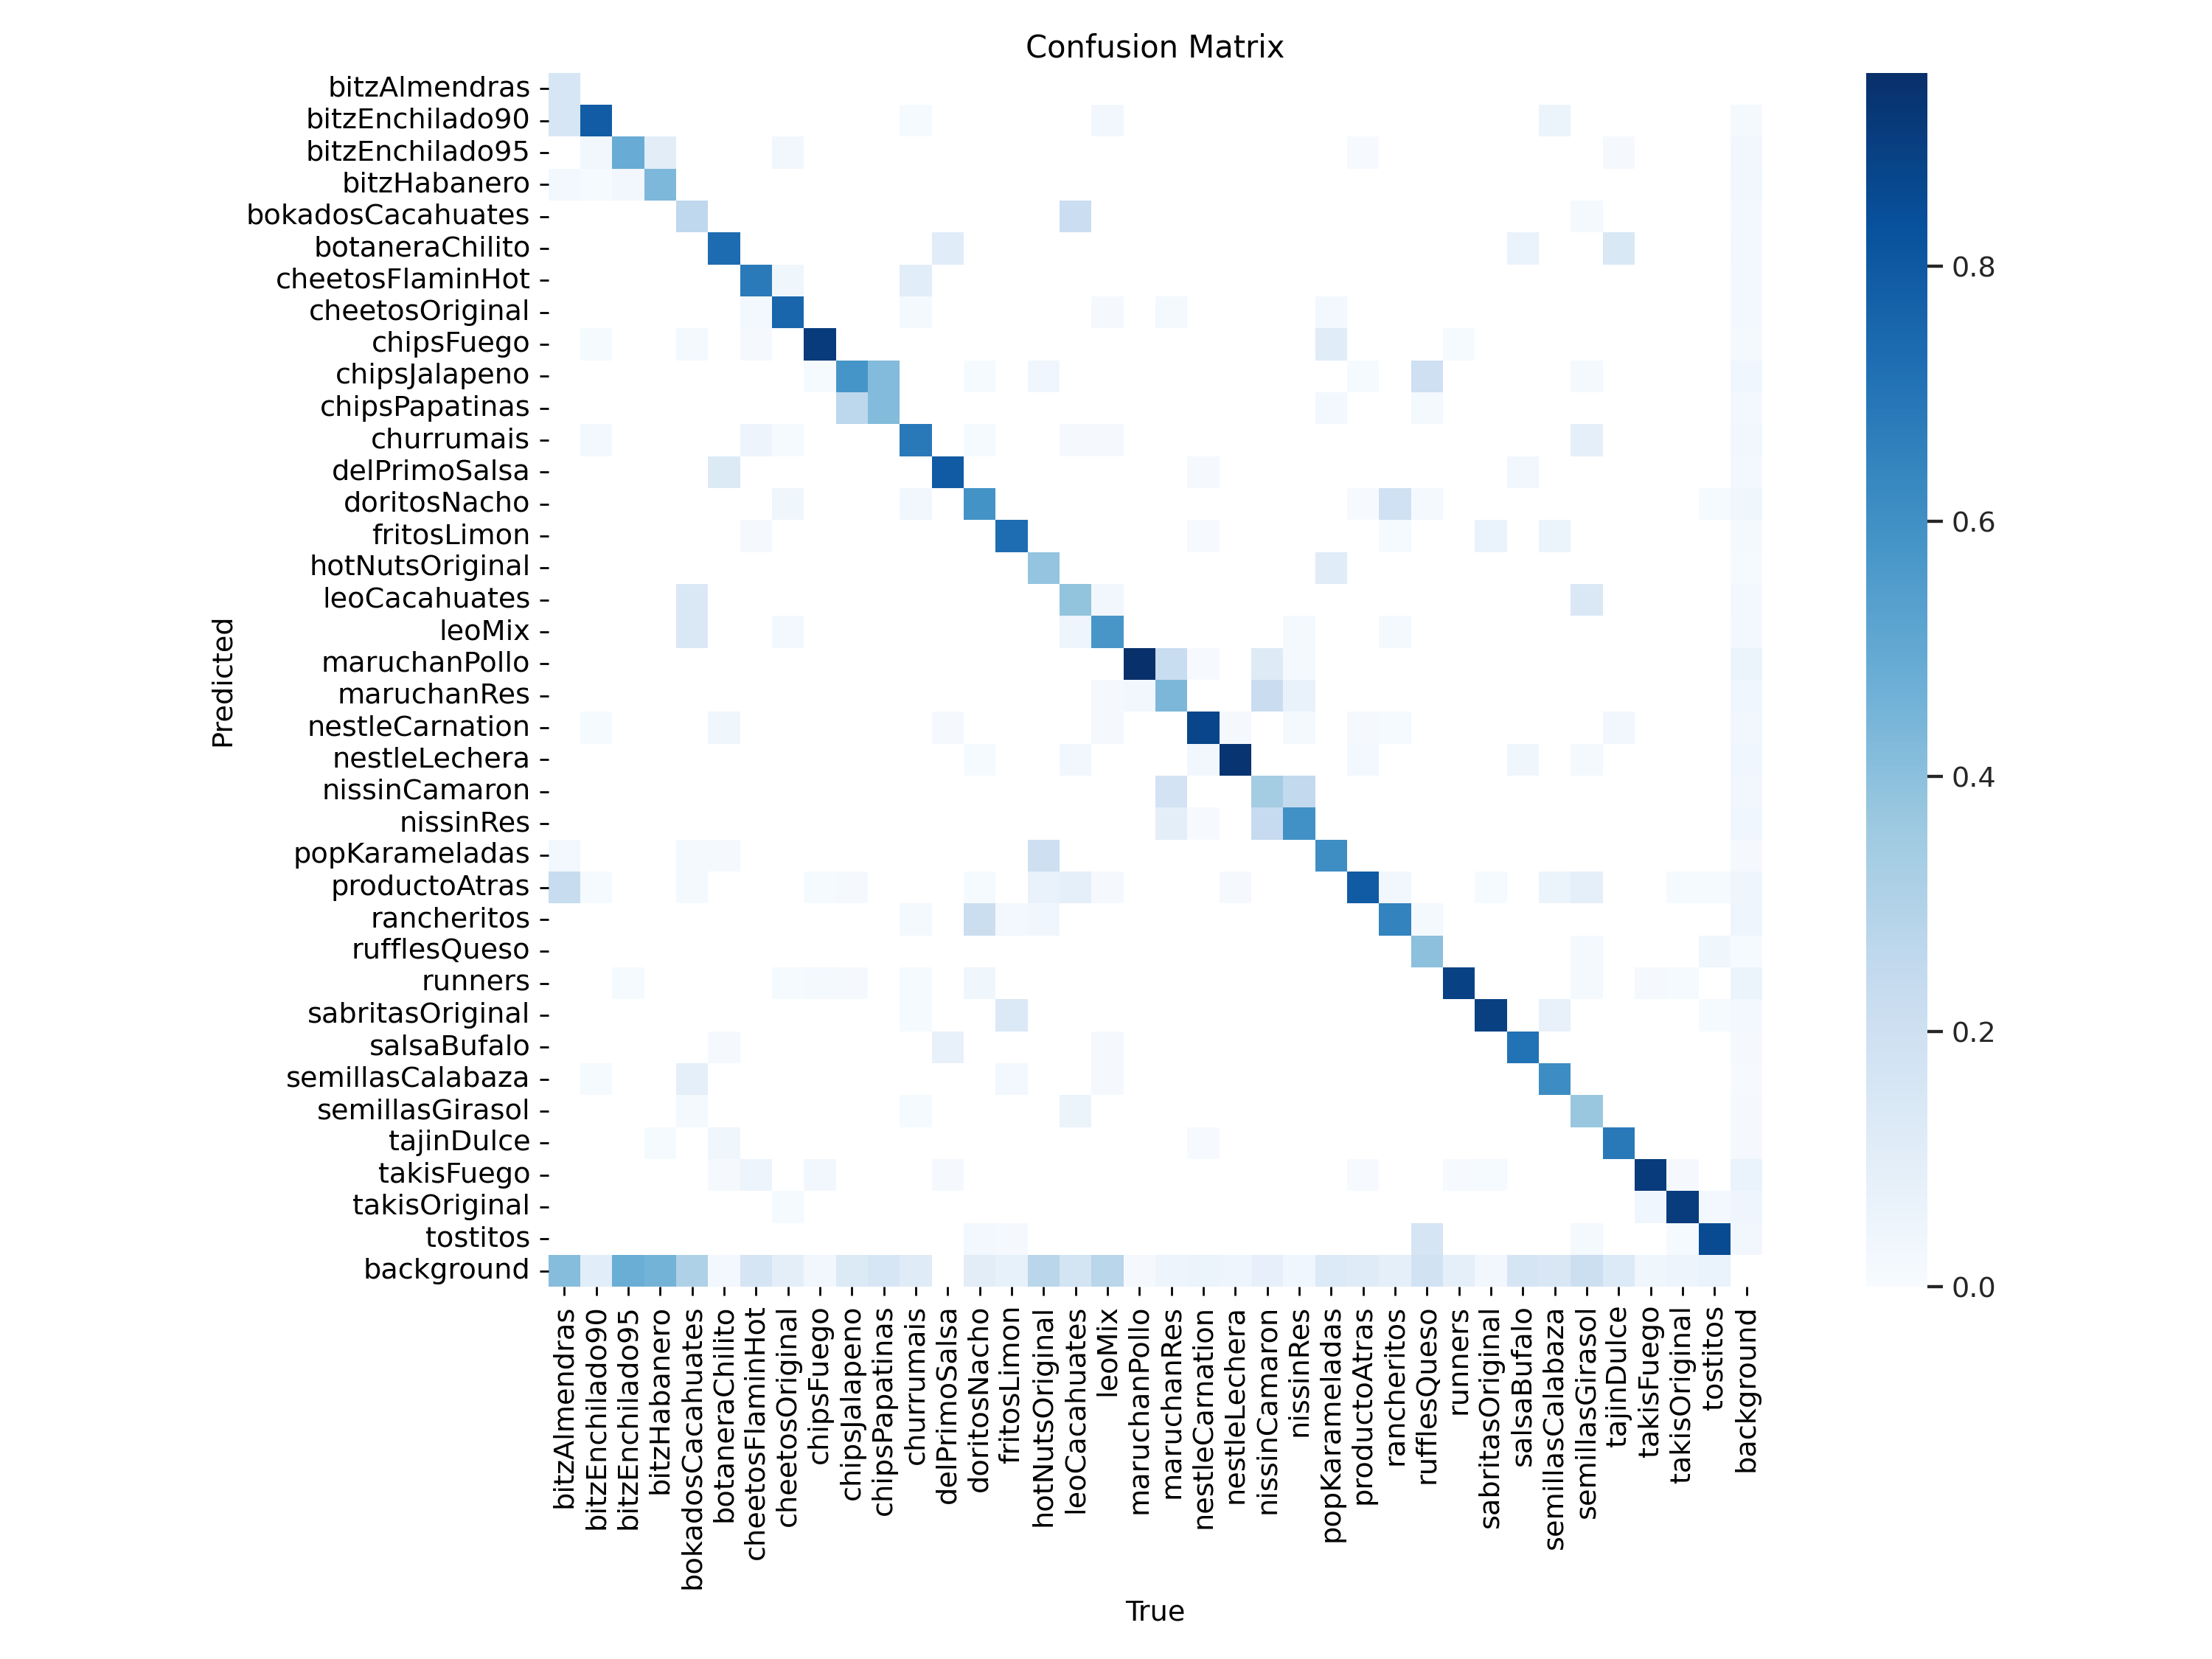 Confusion Matrix
Predicted
bitzAlmendras
bitzEnchilado90
bitzEnchilado95
bitzHabanero
bokadosCacahuates
botaneraChilito
cheetosFlaminHot
cheetosOriginal
chipsFuego
chipsJalapeno
chipsPapatinas
churrumais
delPrimoSalsa
doritosNacho
fritosLimon
hotNutsOriginal
leoCacahuates
leoMix
maruchanPollo
maruchanRes
nestleCarnation
nestleLechera
nissinCamaron
nissinRes
popKarameladas
productoAtras
rancheritos
rufflesQueso
runners
sabritasOriginal
salsaBufalo
semillasCalabaza
semillasGirasol
tajinDulce
takisFuego
takisOriginal
tostitos
background
bitzAlmendras
bitzEnchilado90
bitzEnchilado95
bitzHabanero
bokadosCacahuates
botaneraChilito
cheetosFlaminHot
cheetosOriginal
chipsFuego
chipsJalapeno
chipsPapatinas
churrumais
delPrimoSalsa
doritosNacho
fritosLimon
hotNutsOriginal
leoCacahuates
leoMix
maruchanPollo
maruchanRes
nestleCarnation
nestleLechera
nissinCamaron
nissinRes
popKarameladas
productoAtras
rancheritos
rufflesQueso
runners
sabritasOriginal
salsaBufalo
semillasCalabaza
semillasGirasol
tajinDulce
takisFuego
takisOriginal
tostitos
background
True
0.8
0.6
0.4
0.2
0.0